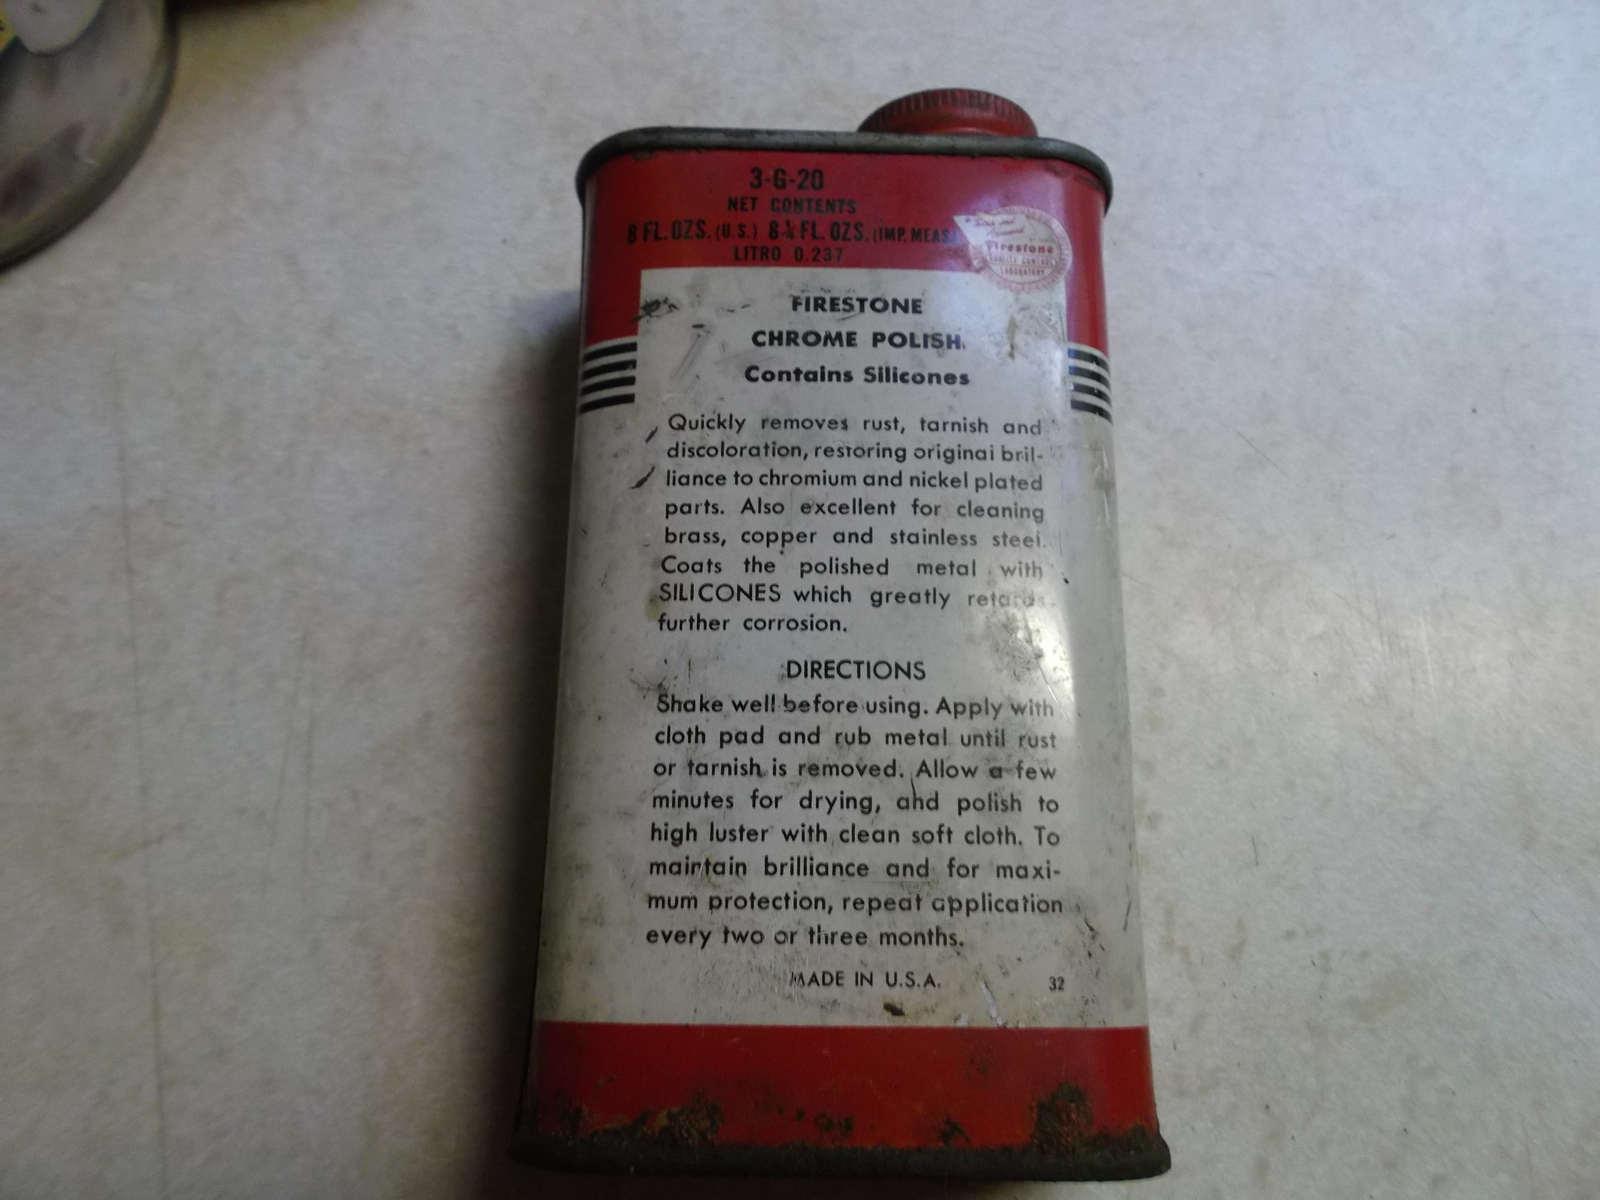 3-G-20
NET CONTENTS
8 FL. OZS. (U.S.) 8¼ FL. OZS. (IMP. MEAS.)
LITRO 0.237
Firestone
QUALITY CONTROL
LABORATORY
FIRESTONE
CHROME POLISH
Contains Silicones
Quickly removes rust, tarnish and
discoloration, restoring original bril-
liance to chromium and nickel plated
parts. Also excellent for cleaning
brass, copper and stainless steel.
Coats the polished metal with
SILICONES which greatly retards
further corrosion.
DIRECTIONS
Shake well before using. Apply with
cloth pad and rub metal until rust
or tarnish is removed. Allow a few
minutes for drying, and polish to
high luster with clean soft cloth. To
maintain brilliance and for maxi-
mum protection, repeat application
every two or three months.
MADE IN U.S.A.
32